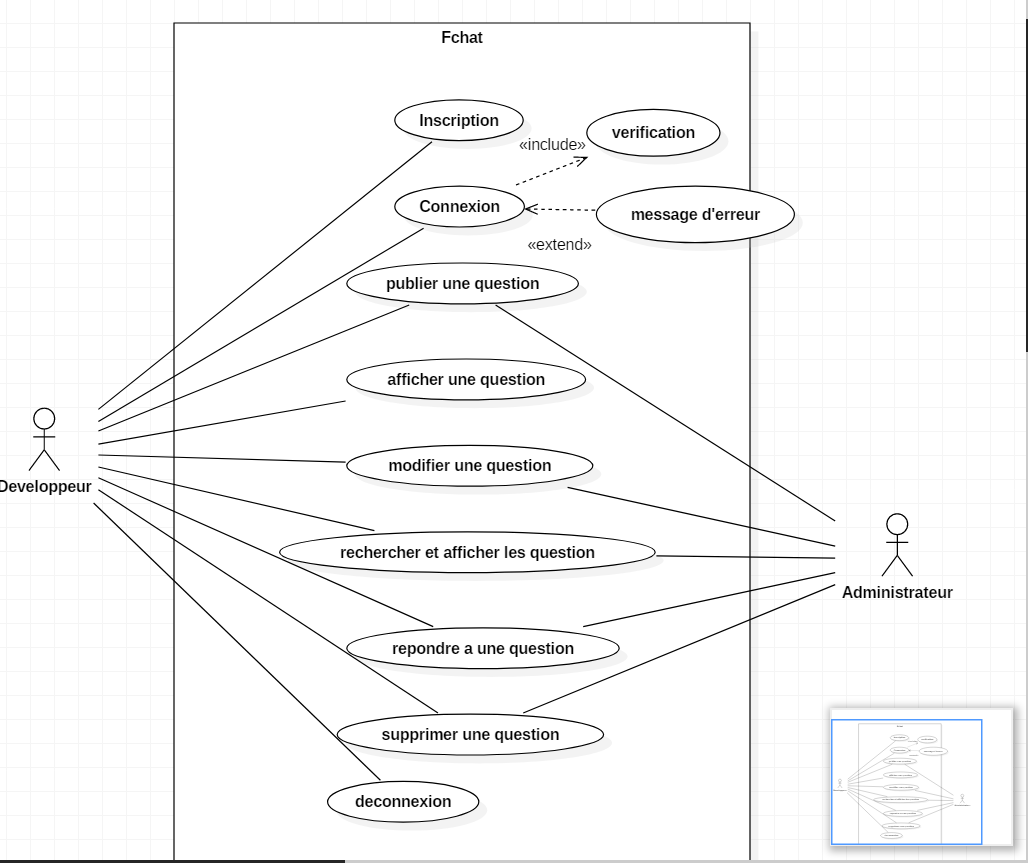 Fchat
Inscription
verification
«include»
Connexion
message d'erreur
«extend»
publier une question
afficher une question
modifier une question
Developpeur
rechercher et afficher les question
Administrateur
repondre a une question
supprimer une question
deconnexion